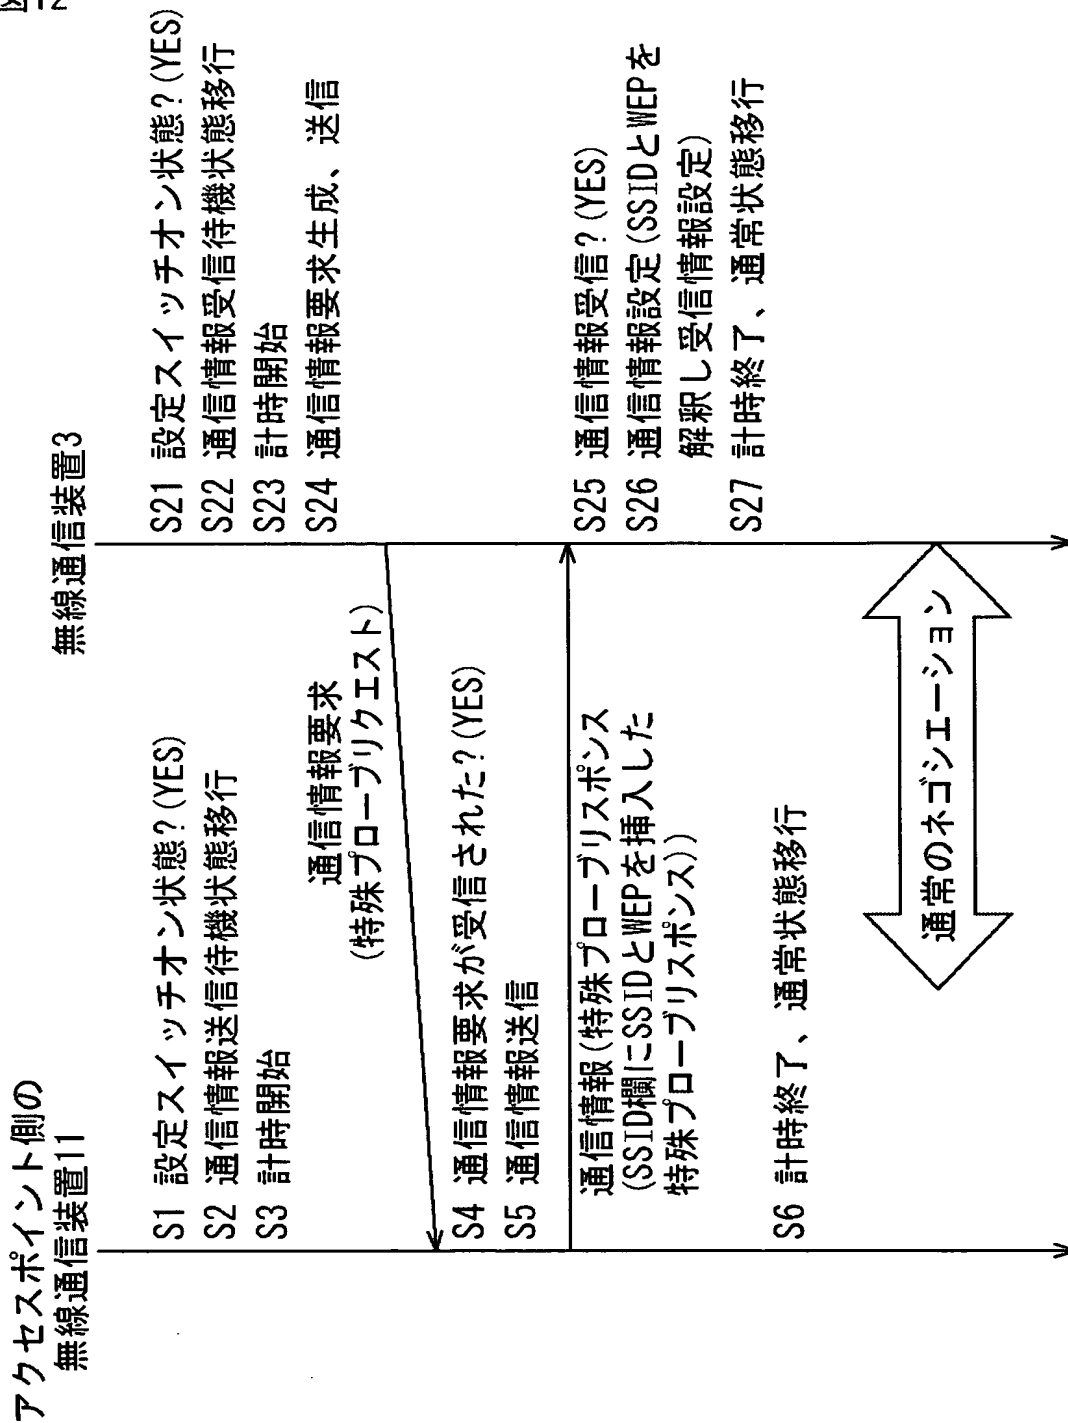 図12
アクセスポイント側の
無線通信装置11
無線通信装置3
S1 設定スイッチオン状態?(YES)
S2 通信情報送信待機状態移行
S3 計時開始
S21 設定スイッチオン状態?(YES)
S22 通信情報受信待機状態移行
S23 計時開始
S24 通信情報要求生成、送信
通信情報要求
(特殊プローブリクエスト)
S4 通信情報要求が受信された?(YES)
S5 通信情報送信
通信情報(特殊プローブリスポンス
(SSID欄にSSIDとWEPを挿入した
特殊プローブリスポンス))
S25 通信情報受信?(YES)
S26 通信情報設定(SSIDとWEPを
解釈し受信情報設定)
S27 計時終了、通常状態移行
S6 計時終了、通常状態移行
通常のネゴシエーション